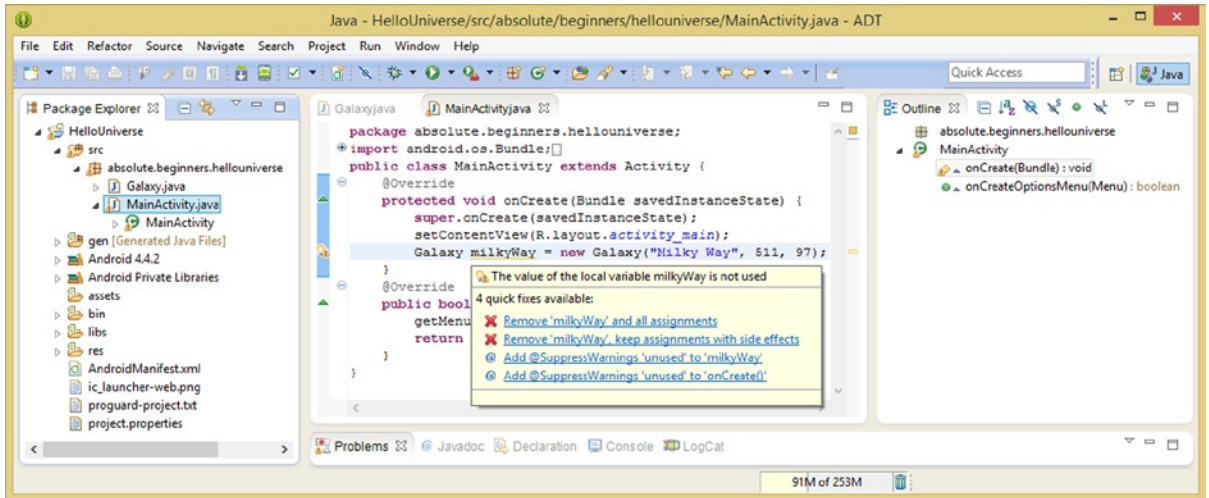 Java - HelloUniverse/src/absolute/beginners/hellouniverse/MainActivity.java - ADT
File Edit Refactor Source Navigate Search Project Run Window Help
Quick Access
Java
Package Explorer
HelloUniverse
src
absolute.beginners.hellouniverse
Galaxy.java
MainActivity.java
MainActivity
gen [Generated Java Files]
Android 4.4.2
Android Private Libraries
assets
bin
libs
res
AndroidManifest.xml
ic_launcher-web.png
proguard-project.txt
project.properties
Galaxyjava
MainActivityjava
package absolute.beginners.hellouniverse;
import android.os.Bundle;
public class MainActivity extends Activity {
@Override
protected void onCreate(Bundle savedInstanceState) {
super.onCreate(savedInstanceState);
setContentView(R.layout.activity_main);
Galaxy milkyWay = new Galaxy("Milky Way", 511, 97);
}
@Override
public bool
getMenu
return
}
}
The value of the local variable milkyWay is not used
4 quick fixes available:
Remove 'milkyWay' and all assignments
Remove 'milkyWay', keep assignments with side effects
@ Add @SuppressWarnings 'unused' to 'milkyWay'
@ Add @SuppressWarnings 'unused' to 'onCreate()'
Outline
absolute.beginners.hellouniverse
MainActivity
onCreate(Bundle) : void
onCreateOptionsMenu(Menu) : boolean
Problems @ Javadoc Declaration Console LogCat
91M of 253M